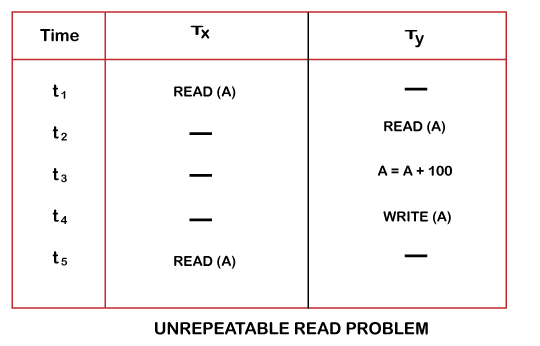 Time Tx Ty
t1 READ (A) —
t2 — READ (A)
t3 — A = A + 100
t4 — WRITE (A)
t5 READ (A) —
UNREPEATABLE READ PROBLEM